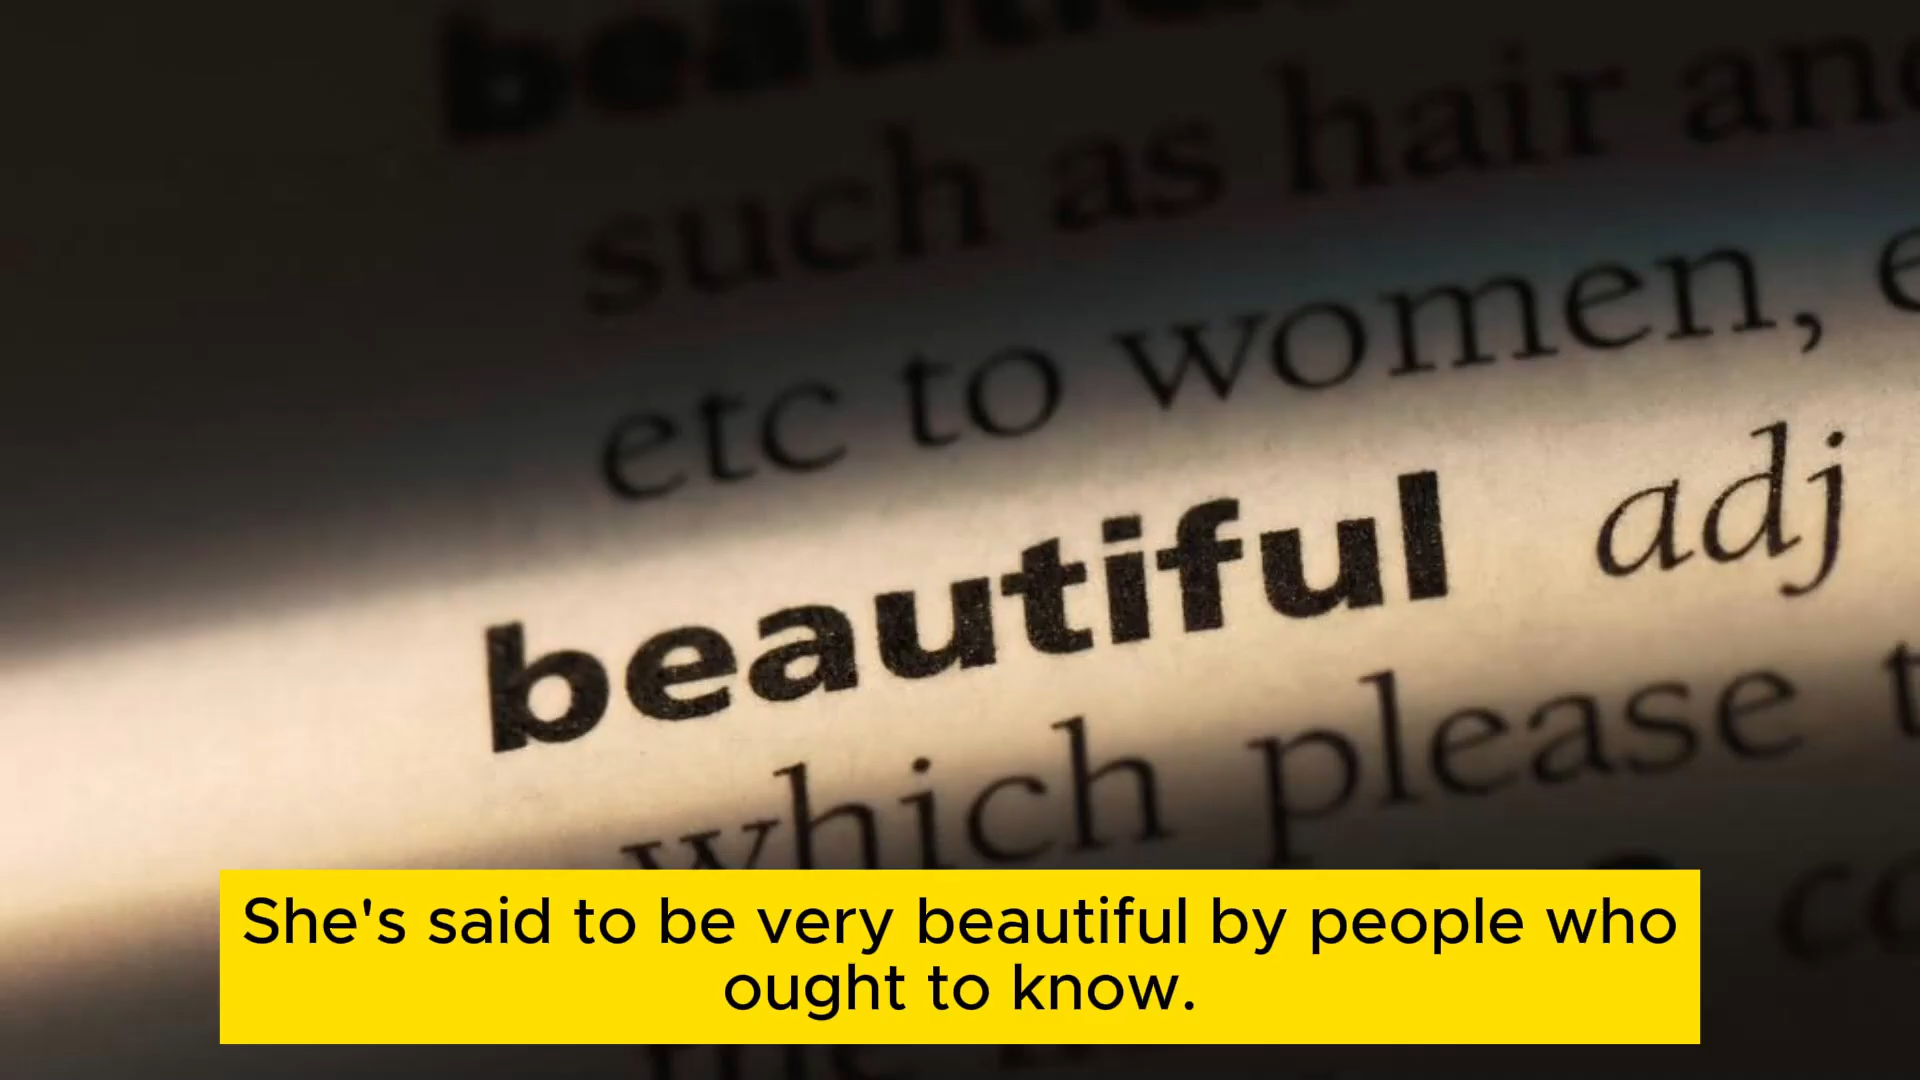 such as hair and
etc to women, e
beautiful adj
which please t
She's said to be very beautiful by people who
ought to know.